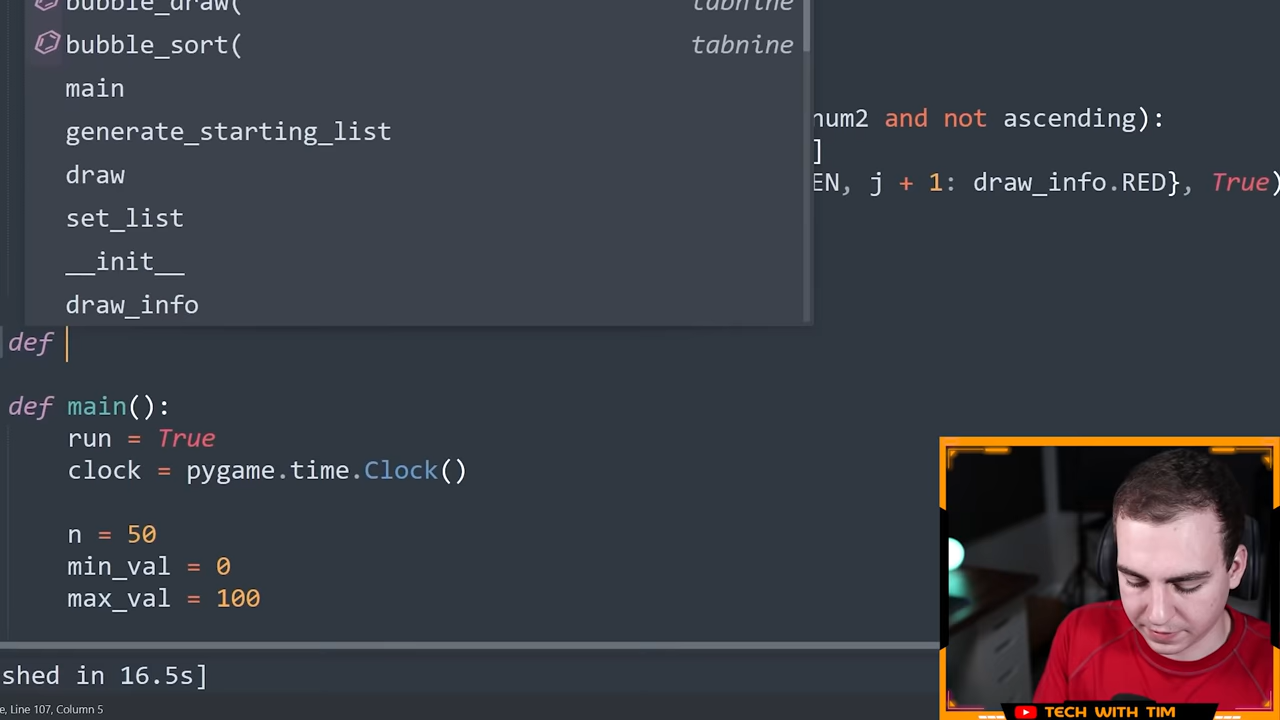 bubble_draw( tabnine
bubble_sort( tabnine
main
generate_starting_list
draw
set_list
__init__
draw_info
num2 and not ascending):
]
EN, j + 1: draw_info.RED}, True)
def
def main():
run = True
clock = pygame.time.Clock()
n = 50
min_val = 0
max_val = 100
shed in 16.5s]
e, Line 107, Column 5
TECH WITH TIM